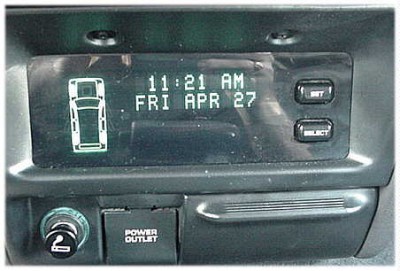 11:21 AM
FRI APR 27
SET
SELECT
POWER
OUTLET